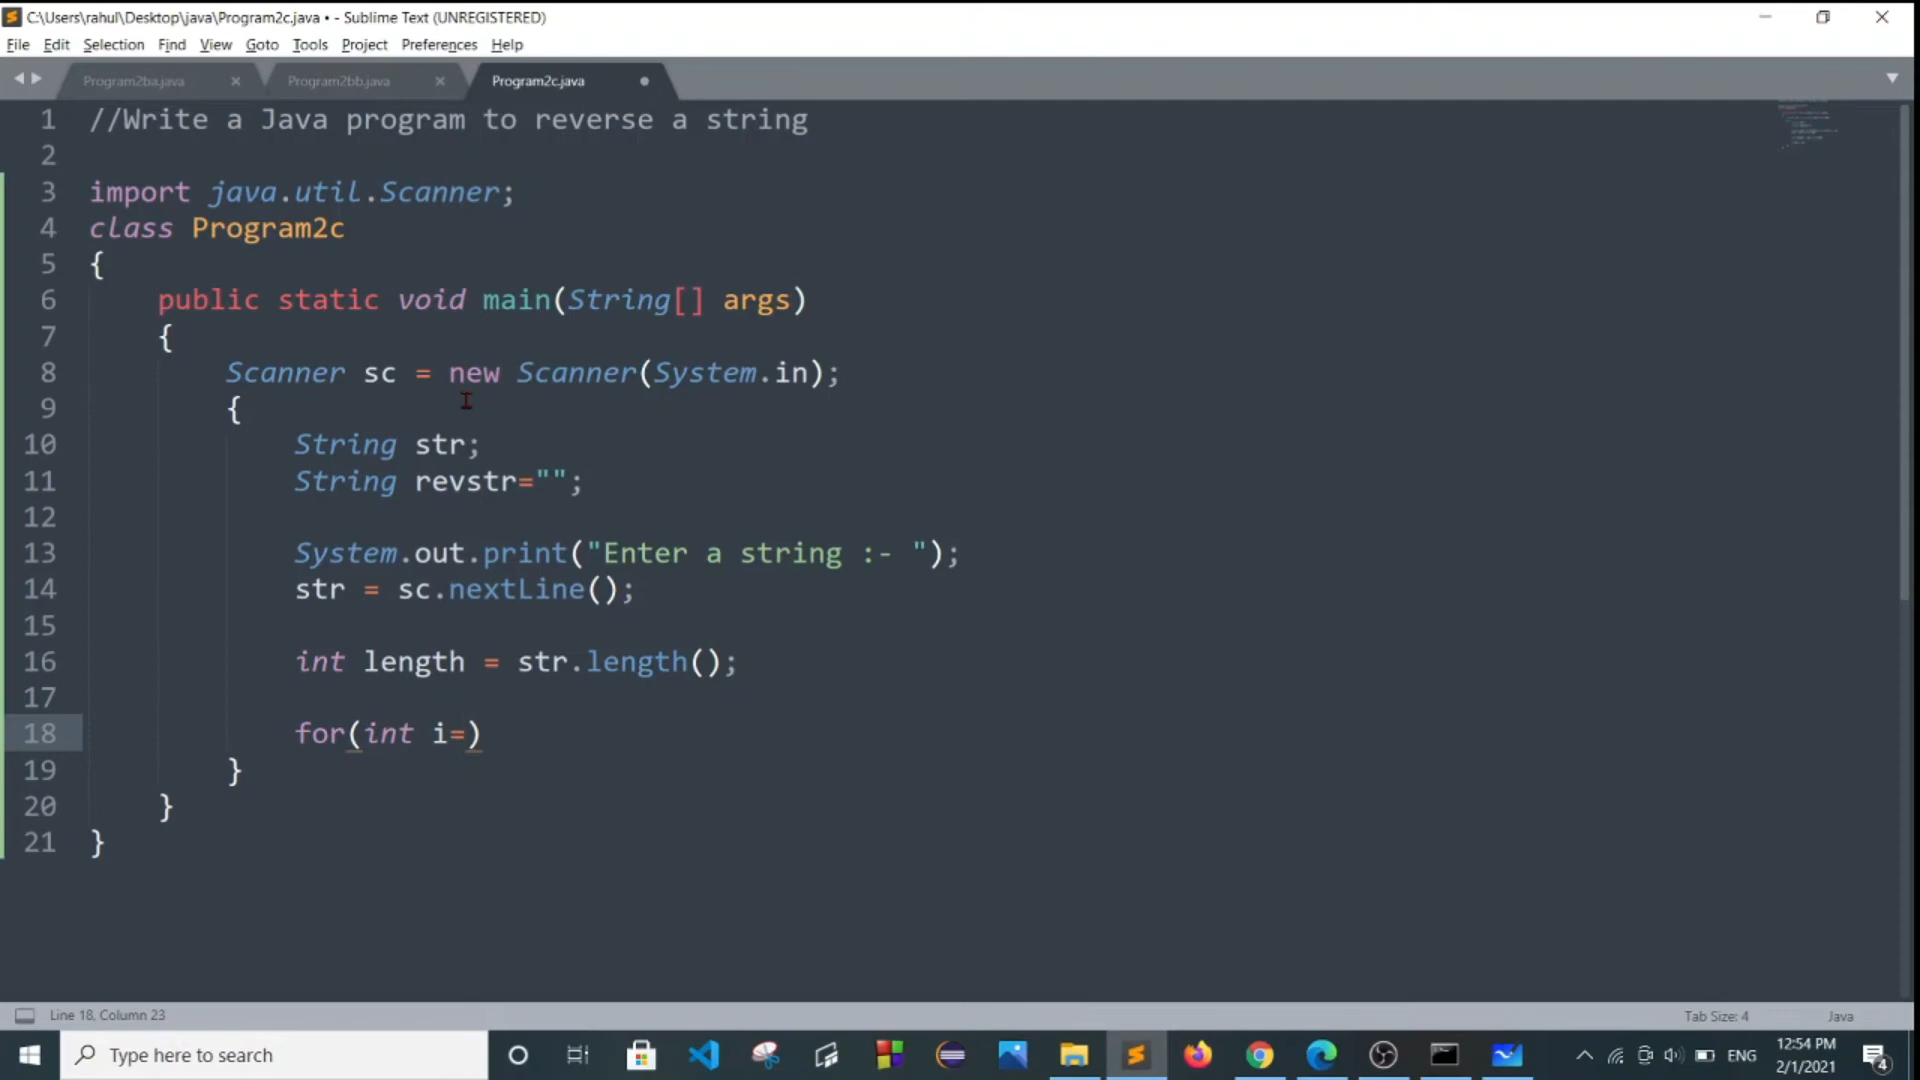 C:\Users\rahul\Desktop\java\Program2c.java • - Sublime Text (UNREGISTERED)
File Edit Selection Find View Goto Tools Project Preferences Help
Program2ba.java Program2bb.java Program2c.java
1 //Write a Java program to reverse a string
2
3 import java.util.Scanner;
4 class Program2c
5 {
6 public static void main(String[] args)
7 {
8 Scanner sc = new Scanner(System.in);
9 {
10 String str;
11 String revstr="";
12
13 System.out.print("Enter a string :- ");
14 str = sc.nextLine();
15
16 int length = str.length();
17
18 for(int i=)
19 }
20 }
21 }
Line 18, Column 23 Tab Size: 4 Java
Type here to search ENG 12:54 PM 4
2/1/2021